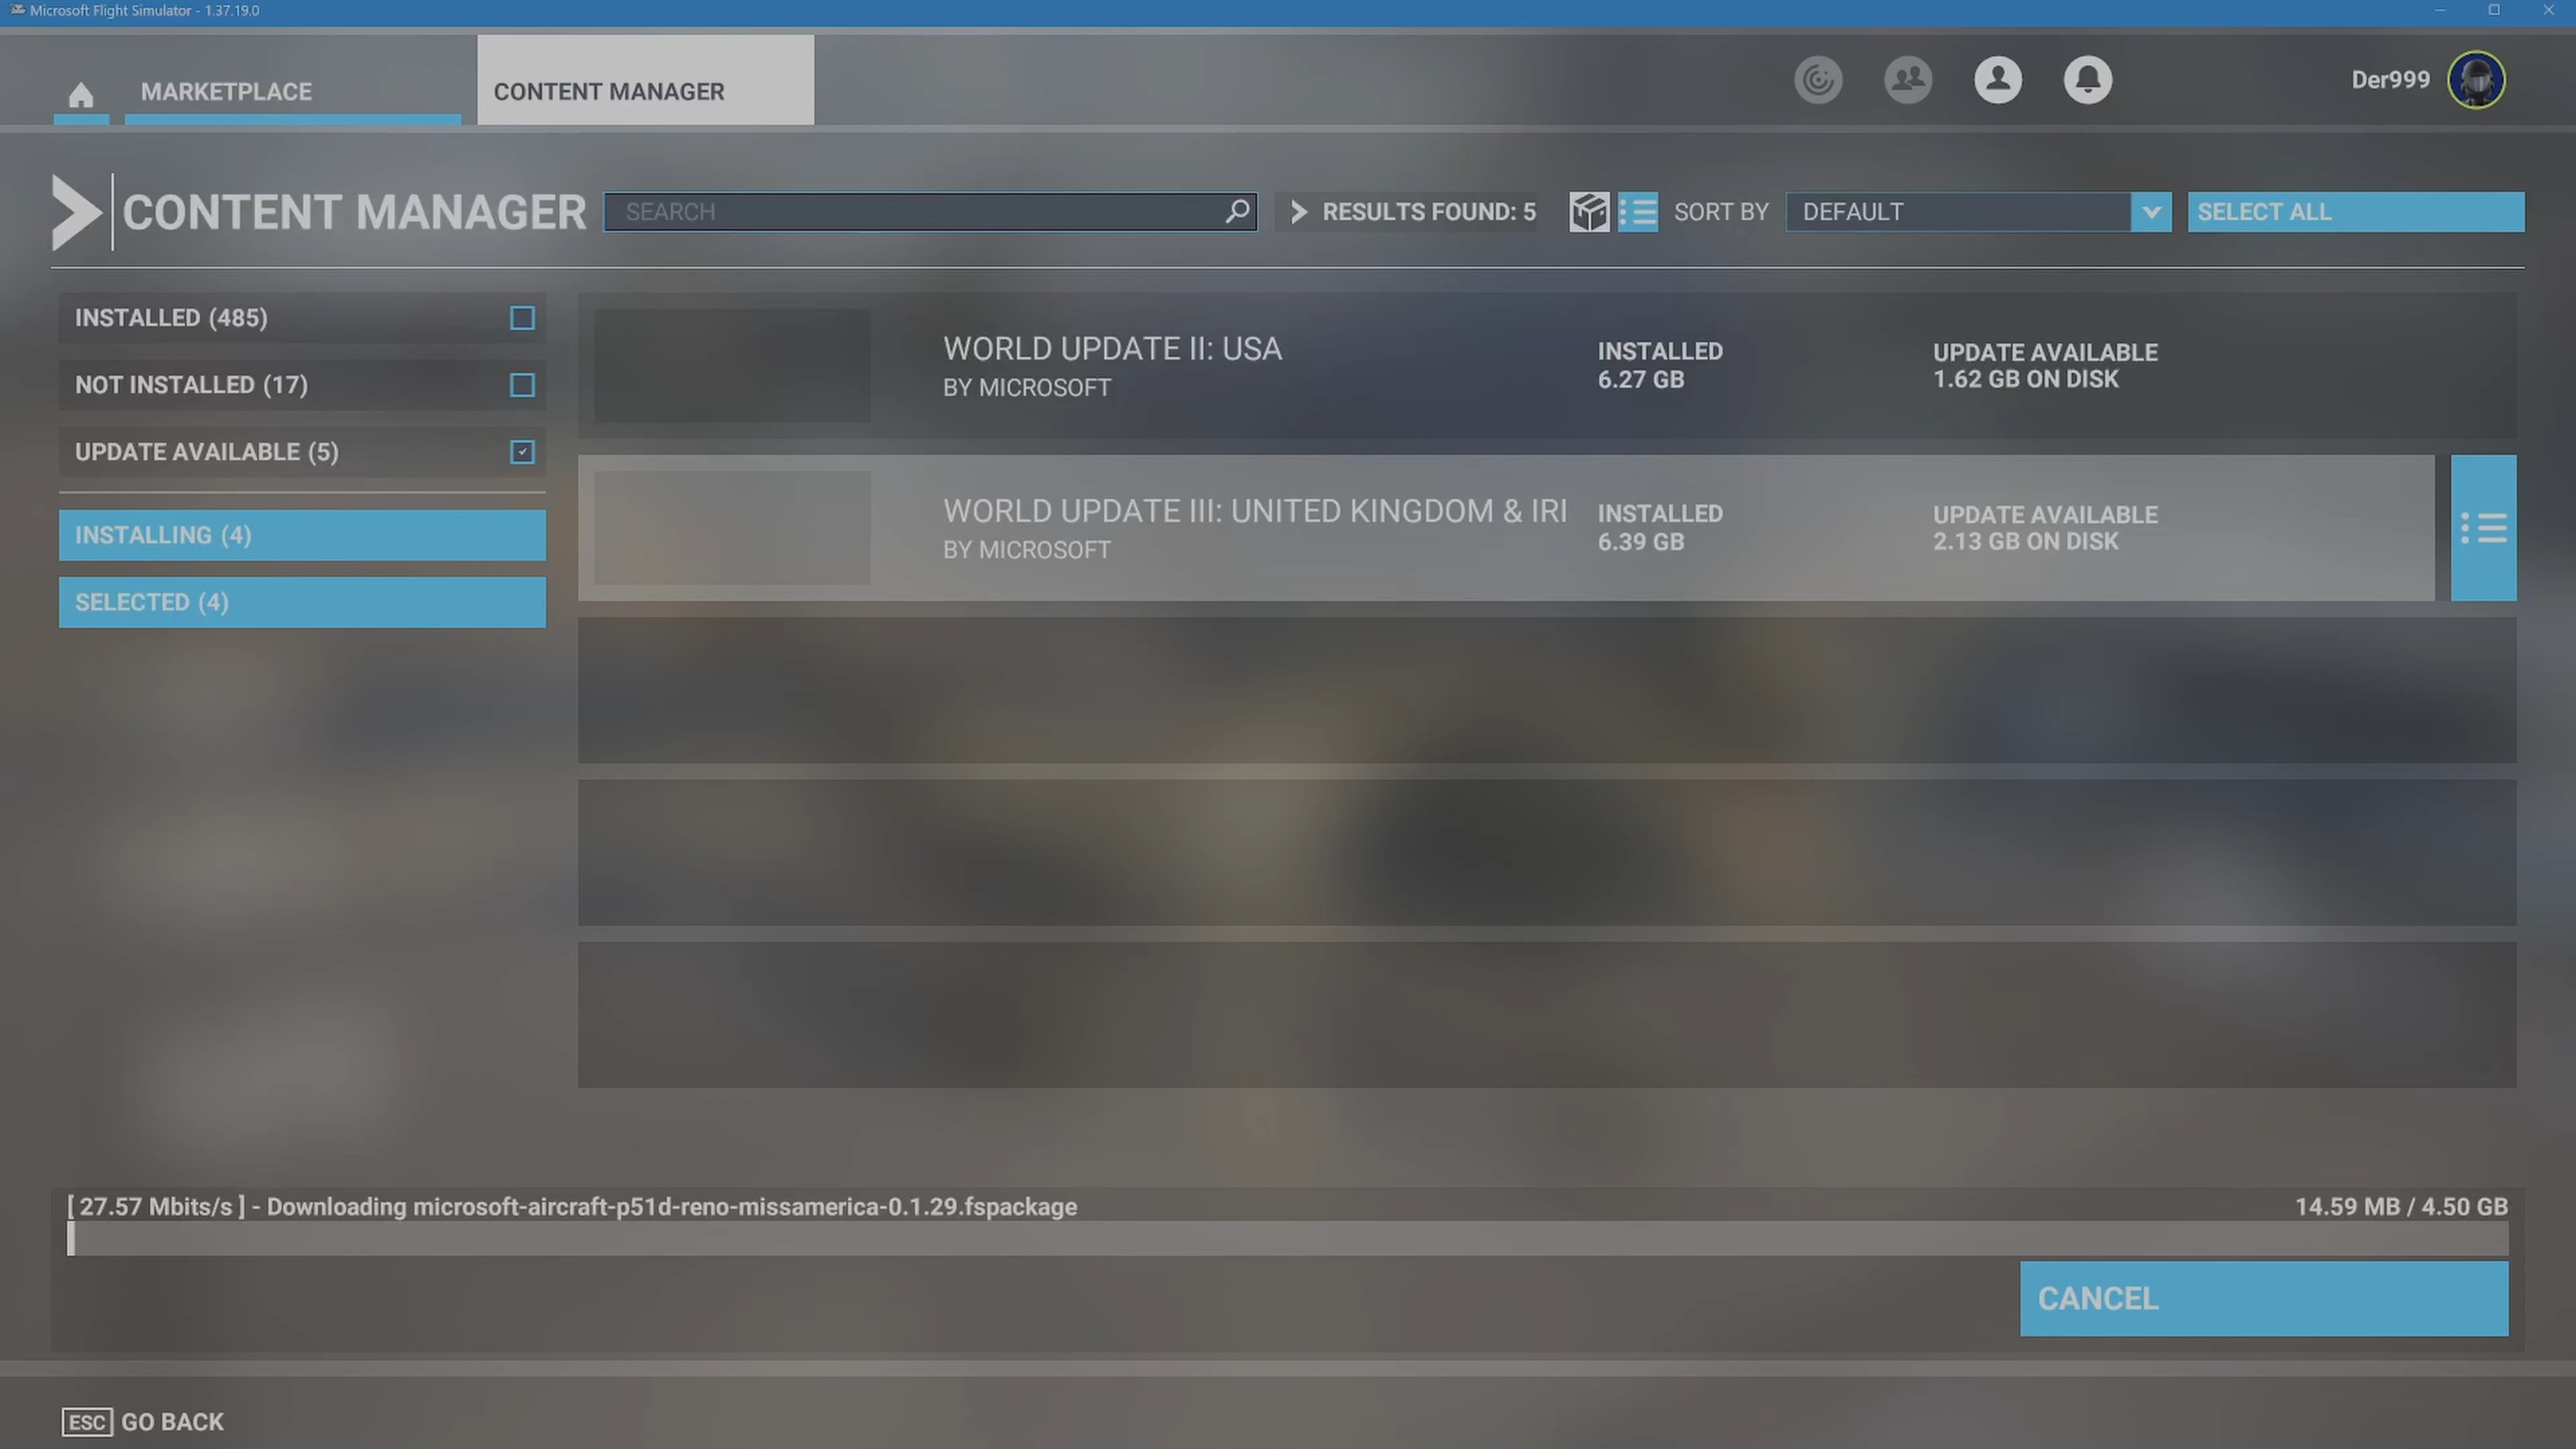 Microsoft Flight Simulator - 1.37.19.0
MARKETPLACE
CONTENT MANAGER
Der999
CONTENT MANAGER
SEARCH
RESULTS FOUND: 5
SORT BY
DEFAULT
SELECT ALL
INSTALLED (485)
NOT INSTALLED (17)
UPDATE AVAILABLE (5)
INSTALLING (4)
SELECTED (4)
WORLD UPDATE II: USA
BY MICROSOFT
INSTALLED
6.27 GB
UPDATE AVAILABLE
1.62 GB ON DISK
WORLD UPDATE III: UNITED KINGDOM & IRI
BY MICROSOFT
INSTALLED
6.39 GB
UPDATE AVAILABLE
2.13 GB ON DISK
[ 27.57 Mbits/s ] - Downloading microsoft-aircraft-p51d-reno-missamerica-0.1.29.fspackage
14.59 MB / 4.50 GB
CANCEL
ESC GO BACK